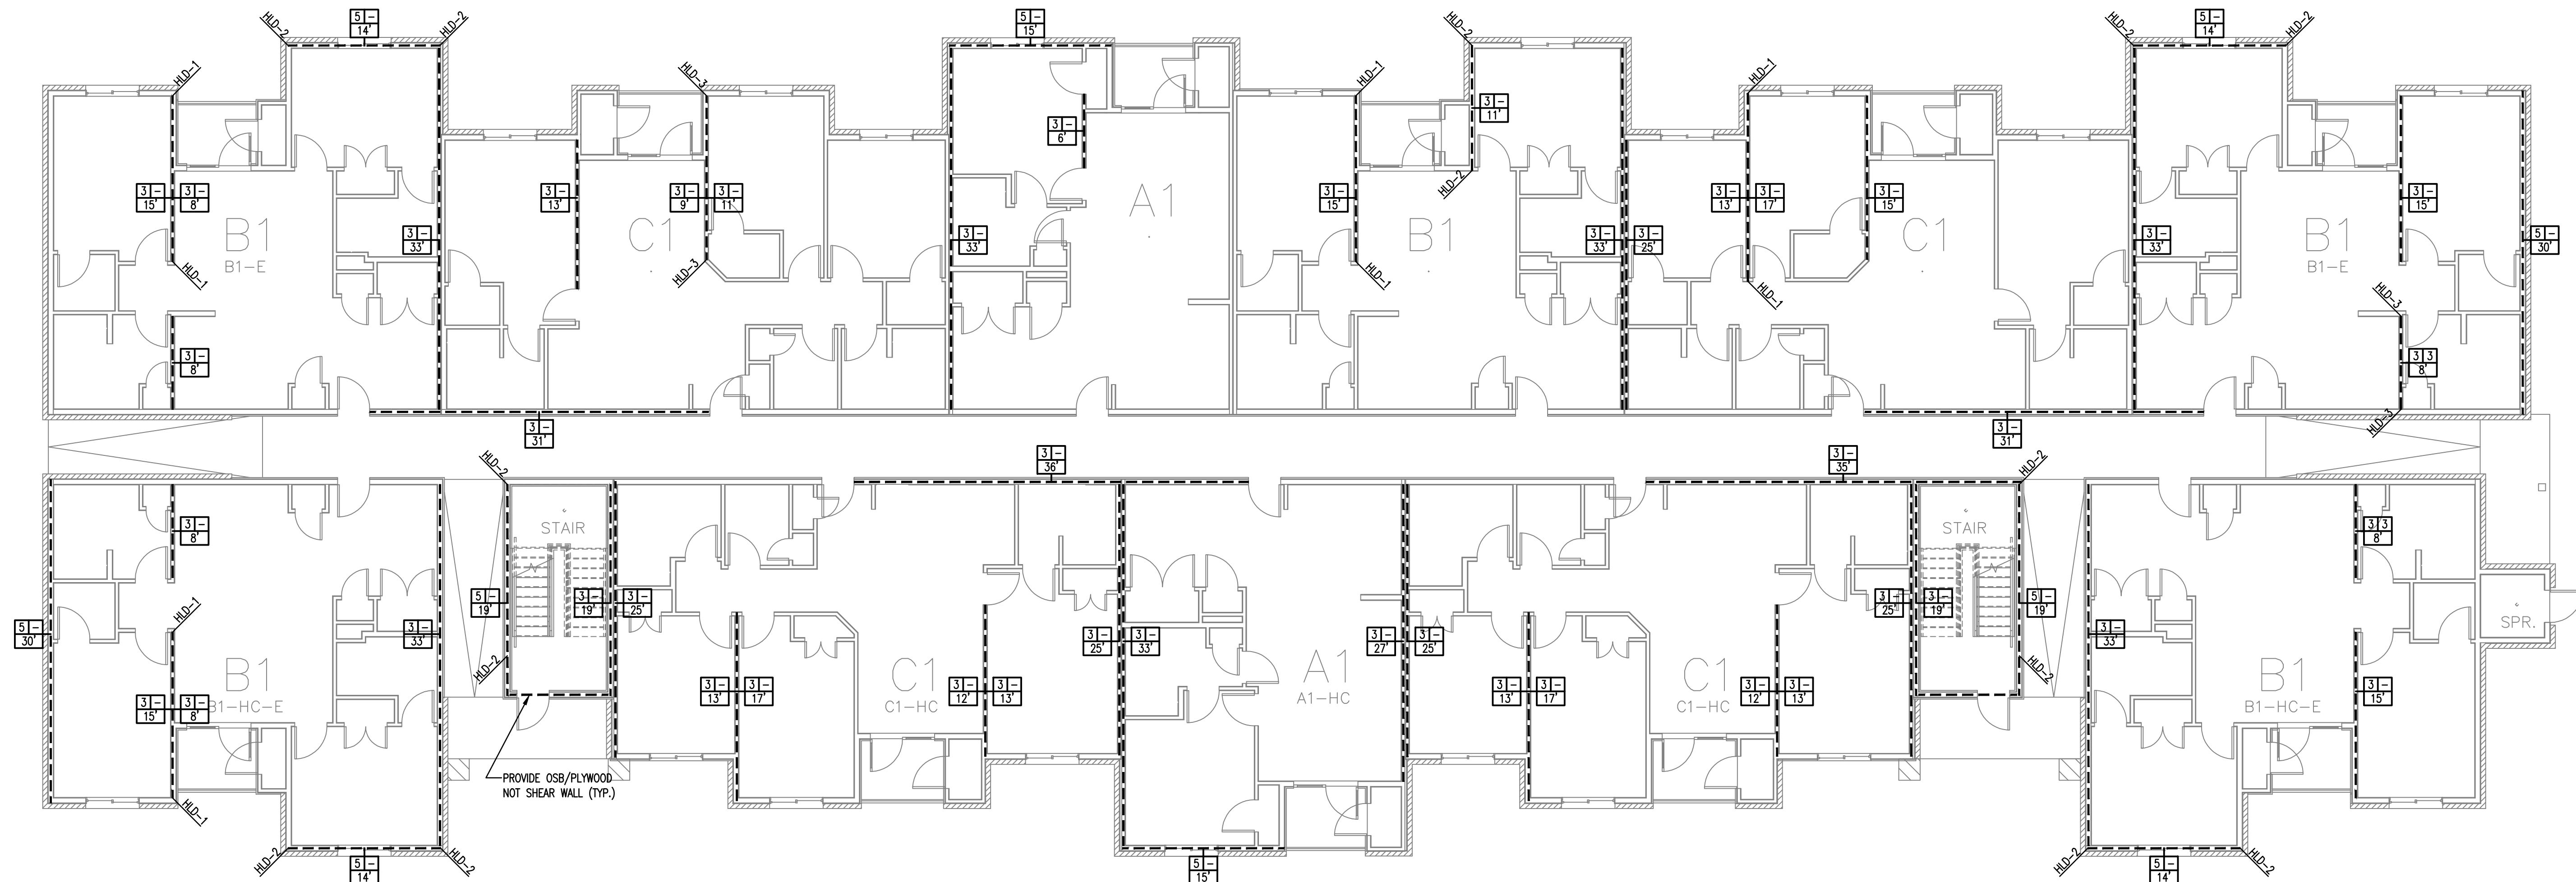 HLD-2
5 -
14'
HLD-2
5 -
15'
HLD-2
5 -
14'
HLD-2
HLD-1
HLD-3
HLD-1
HLD-1
HLD-2
3 -
11'
3 -
6'
HLD-2
3 -
15'
3 -
8'
3 -
13'
3 -
9'
3 -
11'
3 -
15'
3 -
13'
3 -
17'
3 -
15'
3 -
15'
B1
B1-E
C1
A1
B1
C1
B1
B1-E
3 -
33'
3 -
33'
3 -
33'
3 -
25'
3 -
33'
5 -
30'
HLD-1
HLD-3
HLD-1
HLD-1
HLD-3
3 -
8'
3 3
8'
HLD-3
3 -
31'
3 -
31'
3 -
36'
3 -
35'
HLD-2
HLD-2
STAIR
STAIR
3 -
8'
3 3
8'
5 -
19'
3 -
19'
3 -
25'
3 -
25'
3 -
19'
5 -
19'
HLD-1
5 -
30'
3 -
33'
3 -
25'
3 -
33'
3 -
27'
3 -
25'
3 -
33'
SPR.
HLD-2
HLD-2
3 -
15'
3 -
8'
B1
B1-HC-E
3 -
13'
3 -
17'
C1
C1-HC
3 -
12'
3 -
13'
A1
A1-HC
3 -
13'
3 -
17'
C1
C1-HC
3 -
12'
3 -
13'
B1
B1-HC-E
3 -
15'
PROVIDE OSB/PLYWOOD
NOT SHEAR WALL (TYP.)
HLD-1
HLD-2
5 -
14'
HLD-2
5 -
15'
HLD-2
5 -
14'
HLD-2